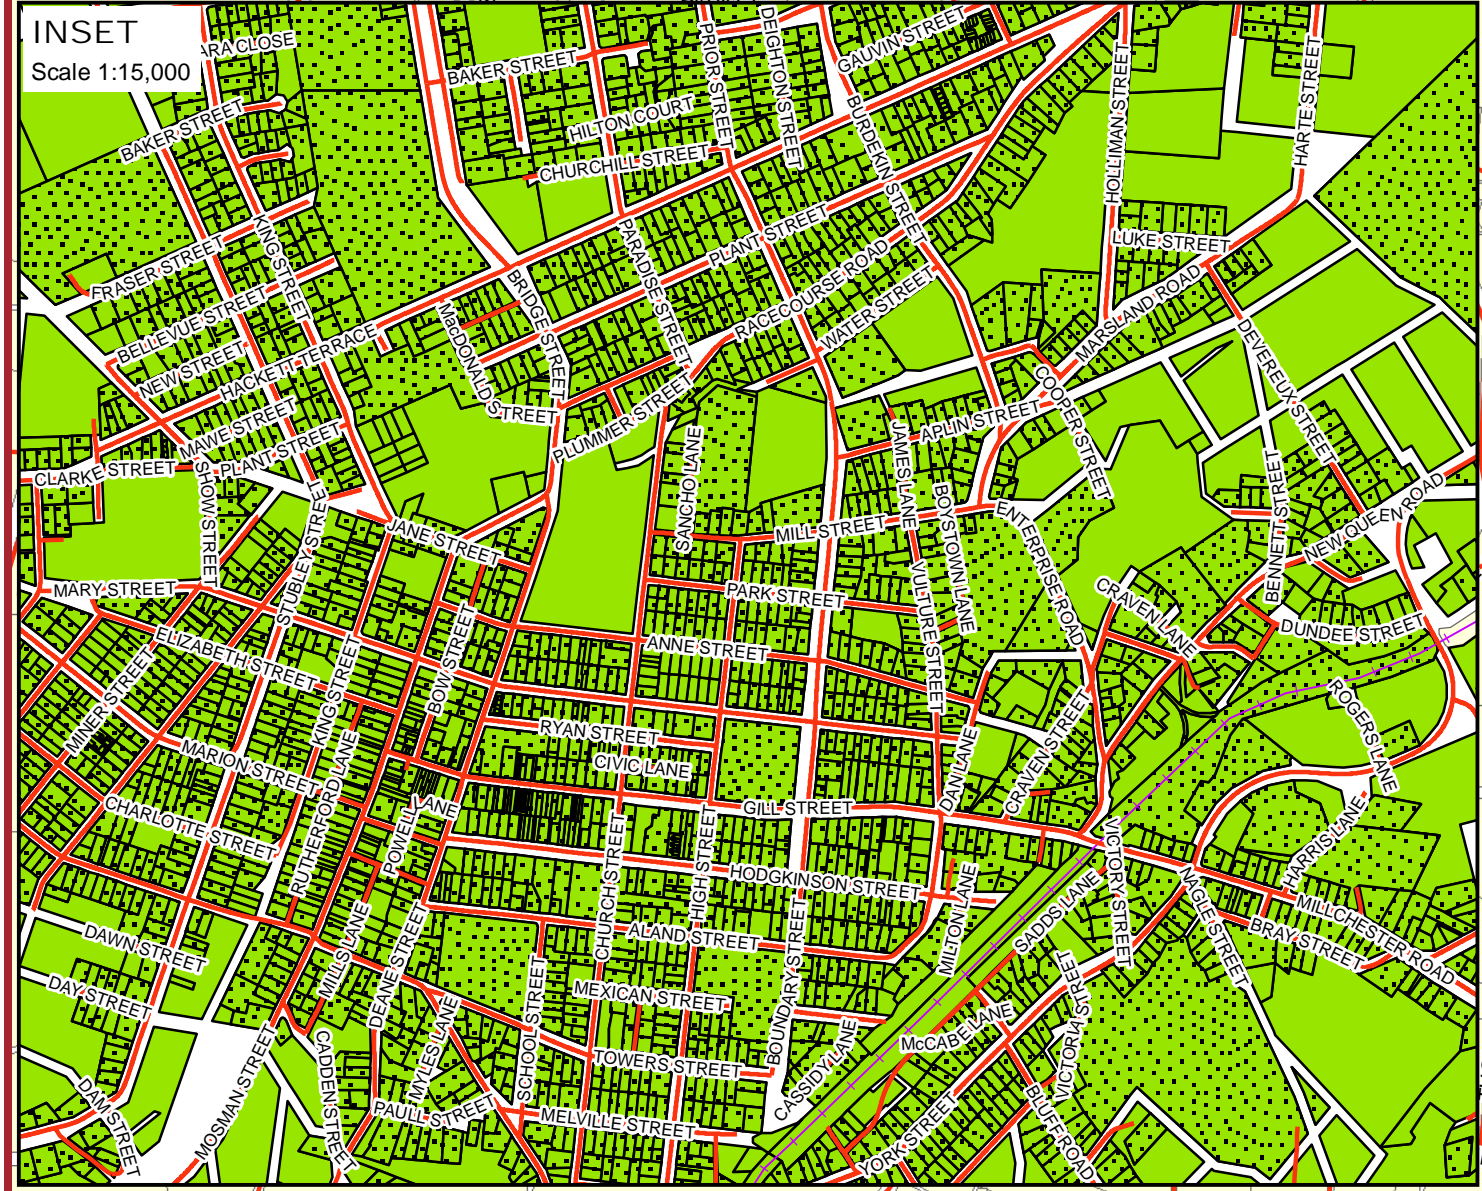 INSET
Scale 1:15,000
ARA CLOSE
BAKER STREET
PRIOR STREET
DEIGHTON STREET
GAUVIN STREET
BAKER STREET
HILTON COURT
CHURCHILL STREET
BURDEKIN STREET
HOLLIMAN STREET
HARTE STREET
KING STREET
FRASER STREET
BELLEVUE STREET
NEW STREET
HACKETT TERRACE
MAWE STREET
PLANT STREET
CLARKE STREET
SHOW STREET
BRIDGE STREET
McDONALD STREET
PARADISE STREET
PLANT STREET
RACECOURSE ROAD
WATER STREET
PLUMMER STREET
LUKE STREET
MARSLAND ROAD
DEVEREUX STREET
COOPER STREET
APLIN STREET
JAMES LANE
BOYSTOWN LANE
SANCHO LANE
MILL STREET
ENTERPRISE ROAD
BENNETT STREET
NEW QUEEN ROAD
JANE STREET
STUBLEY STREET
MARY STREET
PARK STREET
VULTURE STREET
CRAVEN LANE
DUNDEE STREET
ELIZABETH STREET
ANNE STREET
BOW STREET
KING STREET
MINER STREET
MARION STREET
RUTHERFORD LANE
RYAN STREET
CIVIC LANE
DANI LANE
CRAVEN STREET
ROGERS LANE
CHARLOTTE STREET
POWELL LANE
GILL STREET
VICTORY STREET
HARRIS LANE
CHURCH STREET
HIGH STREET
HODGKINSON STREET
MILTON LANE
SADDS LANE
NAGLE STREET
MILLCHESTER ROAD
BRAY STREET
DAWN STREET
DAY STREET
MILLS LANE
DEANE STREET
ALAND STREET
BOUNDARY STREET
MEXICAN STREET
SCHOOL STREET
MYLES LANE
TOWERS STREET
McCABE LANE
VICTORIA STREET
CASSIDY LANE
DAM STREET
MOSMAN STREET
CADDEN STREET
PAULL STREET
MELVILLE STREET
YORK STREET
BLUFF ROAD